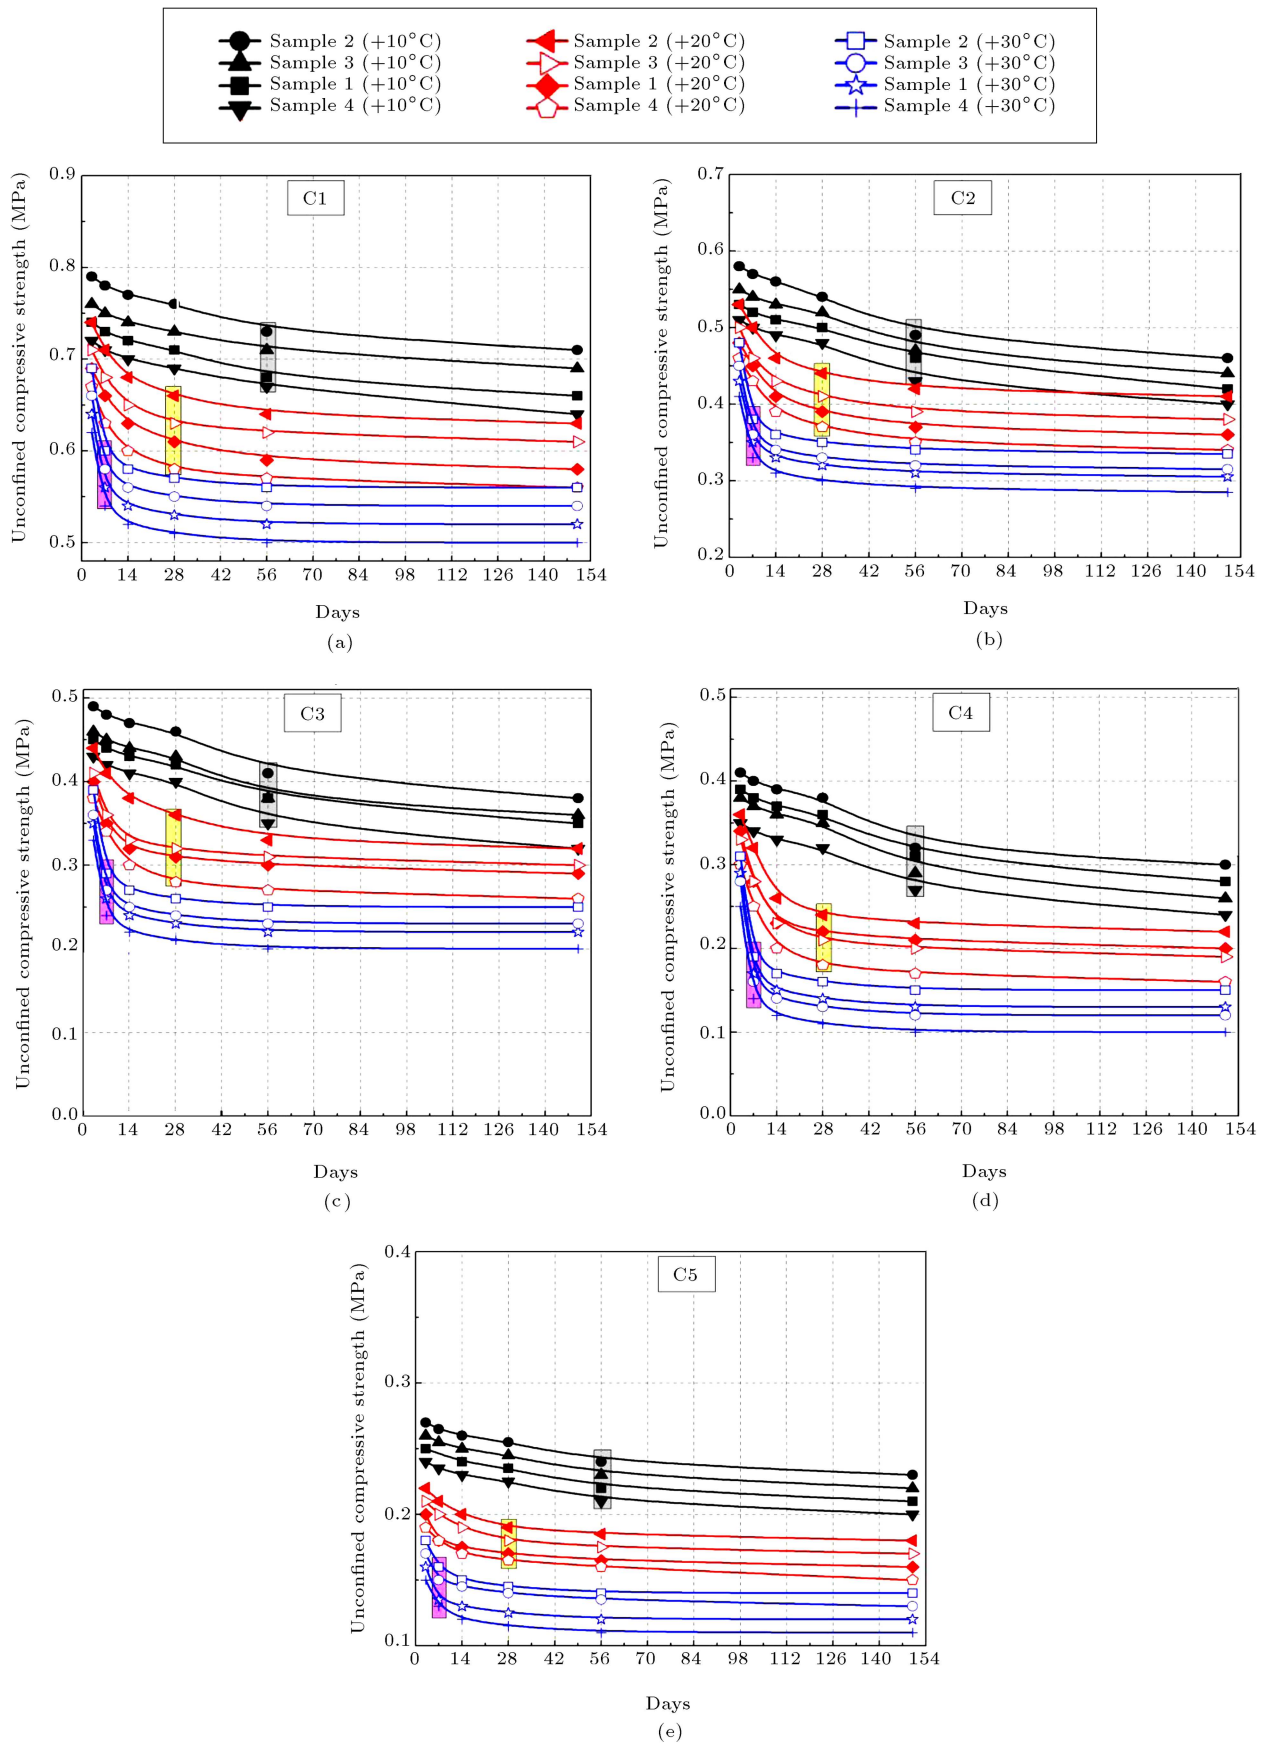 Sample 2 (+10°C) Sample 2 (+20°C) Sample 2 (+30°C)
Sample 3 (+10°C) Sample 3 (+20°C) Sample 3 (+30°C)
Sample 1 (+10°C) Sample 1 (+20°C) Sample 1 (+30°C)
Sample 4 (+10°C) Sample 4 (+20°C) Sample 4 (+30°C)
Unconfined compressive strength (MPa)
0.9
0.8
0.7
0.6
0.5
C1
0 14 28 42 56 70 84 98 112 126 140 154
Days
(a)
Unconfined compressive strength (MPa)
0.7
0.6
0.5
0.4
0.3
0.2
C2
0 14 28 42 56 70 84 98 112 126 140 154
Days
(b)
Unconfined compressive strength (MPa)
0.5
0.4
0.3
0.2
0.1
0.0
C3
0 14 28 42 56 70 84 98 112 126 140 154
Days
(c)
Unconfined compressive strength (MPa)
0.5
0.4
0.3
0.2
0.1
0.0
C4
0 14 28 42 56 70 84 98 112 126 140 154
Days
(d)
Unconfined compressive strength (MPa)
0.4
0.3
0.2
0.1
C5
0 14 28 42 56 70 84 98 112 126 140 154
Days
(e)